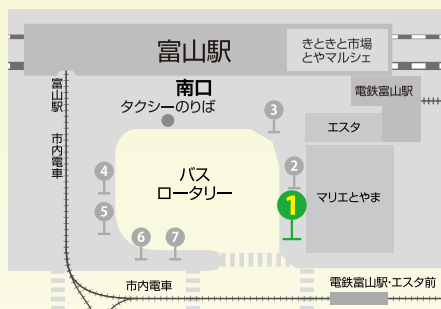 富山駅
きときと市場
とやマルシェ
南口
タクシーのりば
富山駅
市内電車
電鉄富山駅
エスタ
3
2
1
4
5
6
7
バス
ロータリー
マリエとやま
市内電車
電鉄富山駅・エスタ前